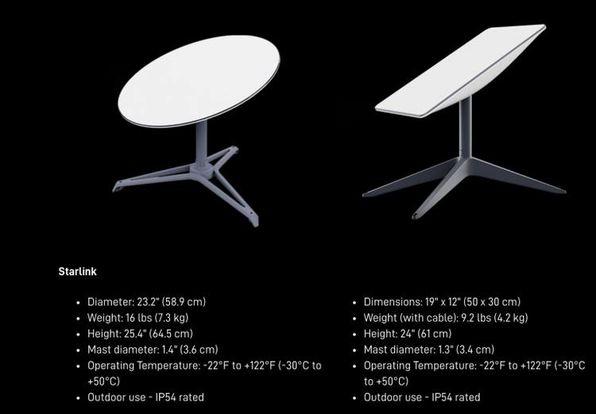 Starlink
Diameter: 23.2" (58.9 cm)
Weight: 16 lbs (7.3 kg)
Height: 25.4" (64.5 cm)
Mast diameter: 1.4" (3.6 cm)
Operating Temperature: -22°F to +122°F (-30°C to
+50°C)
Outdoor use - IP54 rated
Dimensions: 19" x 12" (50 x 30 cm)
Weight (with cable): 9.2 lbs (4.2 kg)
Height: 24" (61 cm)
Mast diameter: 1.3" (3.4 cm)
Operating Temperature: -22°F to +122°F (-30°C
to +50°C)
Outdoor use - IP54 rated